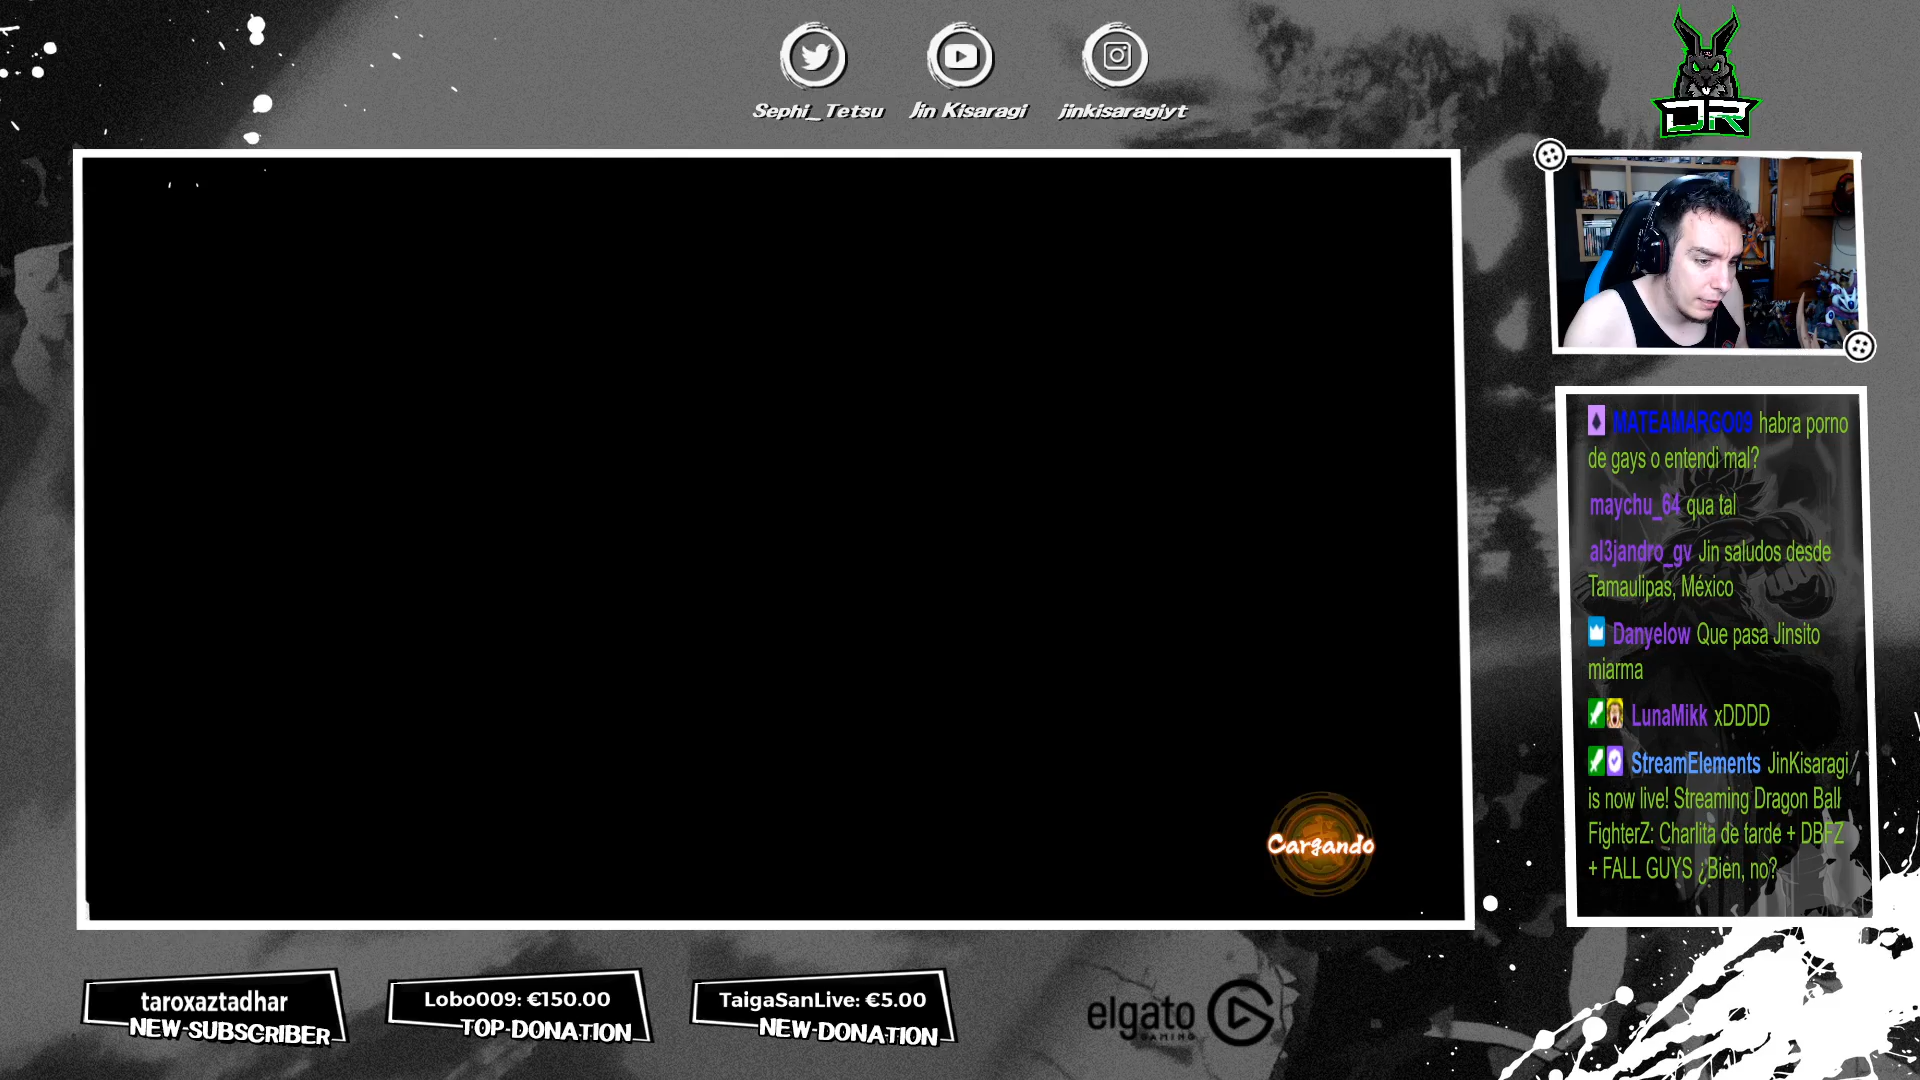 Sephi_Tetsu
Jin Kisaragi
jinkisaragiyt
DR
MATEAMARGO09 habra porno
de gays o entendi mal?
maychu_64 qua tal
al3jandro_gv Jin saludos desde
Tamaulipas, México
Danyelow Que pasa Jinsito
miarma
LunaMikk xDDDD
StreamElements JinKisaragi
is now live! Streaming Dragon Ball
FighterZ: Charlita de tarde + DBFZ
+ FALL GUYS ¿Bien, no?
Cargando
taroxaztadhar
NEW-SUBSCRIBER
Lobo009: €150.00
TOP-DONATION
TaigaSanLive: €5.00
NEW-DONATION
elgato
GAMING